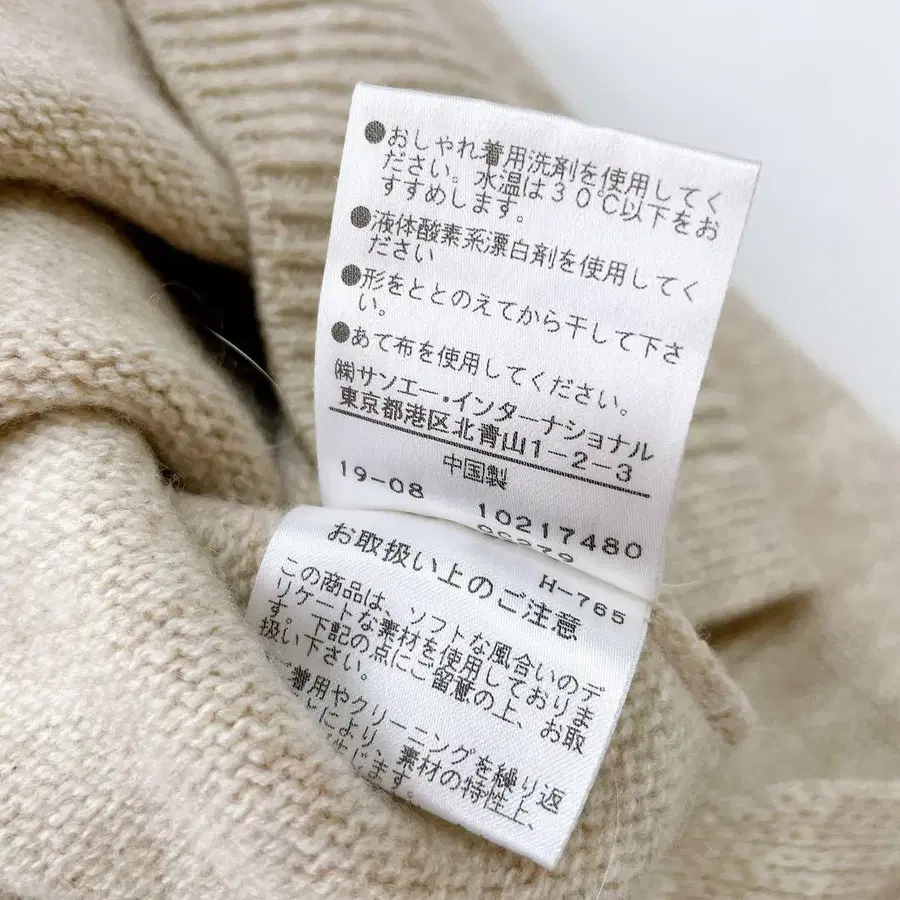 ●おしゃれ着用洗剤を使用してく
ださい。水温は30℃以下をお
すすめします。
●液体酸素系漂白剤を使用してく
ださい
●形をととのえてから干して下さ
い。
●あて布を使用してください。
㈱サンエー・インターナショナル
東京都港区北青山1-2-3
中国製
19-08 10217480
H-765
お取扱い上のご注意
この商品は、ソフトな風合いのデ
リケートな素材を使用しておりま
す。下記の点にご留意の上、お取
扱い下さい。
着用やクリーニングを繰り返
により、素材の特性上、
じます。